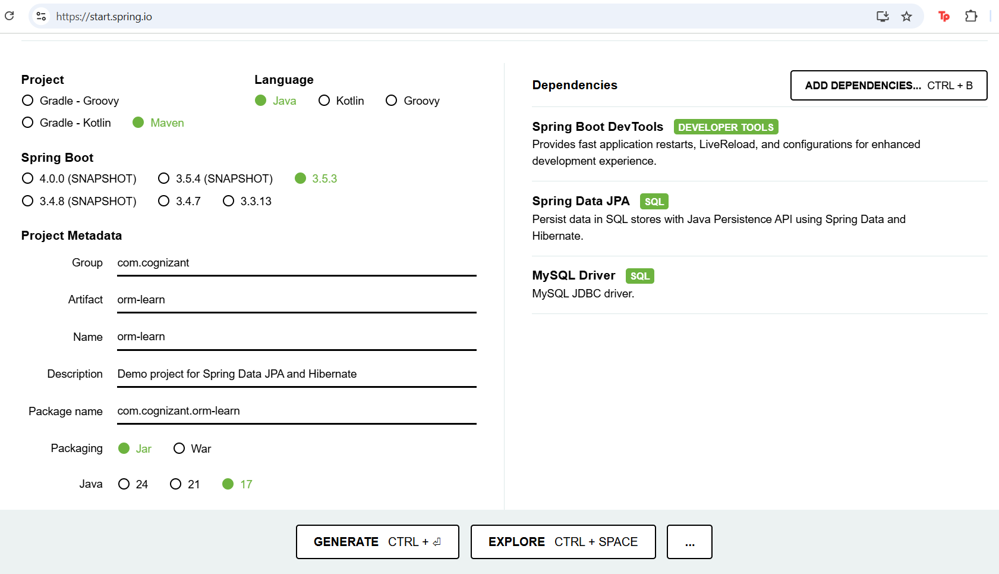 https://start.spring.io
Tp
Project
Gradle - Groovy
Gradle - Kotlin Maven
Language
Java Kotlin Groovy
Spring Boot
4.0.0 (SNAPSHOT) 3.5.4 (SNAPSHOT) 3.5.3
3.4.8 (SNAPSHOT) 3.4.7 3.3.13
Project Metadata
Group com.cognizant
Artifact orm-learn
Name orm-learn
Description Demo project for Spring Data JPA and Hibernate
Package name com.cognizant.orm-learn
Packaging Jar War
Java 24 21 17
Dependencies
ADD DEPENDENCIES... CTRL + B
Spring Boot DevTools DEVELOPER TOOLS
Provides fast application restarts, LiveReload, and configurations for enhanced
development experience.
Spring Data JPA SQL
Persist data in SQL stores with Java Persistence API using Spring Data and
Hibernate.
MySQL Driver SQL
MySQL JDBC driver.
GENERATE CTRL + ⏎
EXPLORE CTRL + SPACE
...